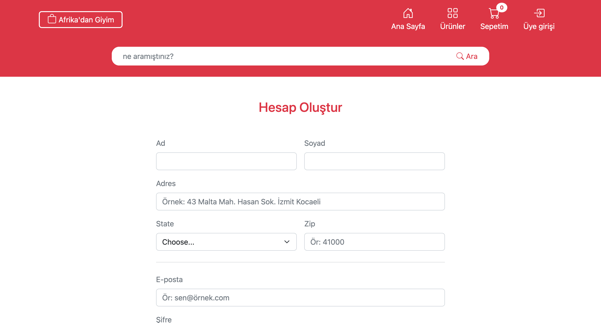 Afrika'dan Giyim
0
Ana Sayfa Ürünler Sepetim Üye girişi
ne aramıştınız? Ara
Hesap Oluştur
Ad Soyad
Adres
Örnek: 43 Malta Mah. Hasan Sok. İzmit Kocaeli
State Zip
Choose... Ör: 41000
E-posta
Ör: sen@örnek.com
Şifre